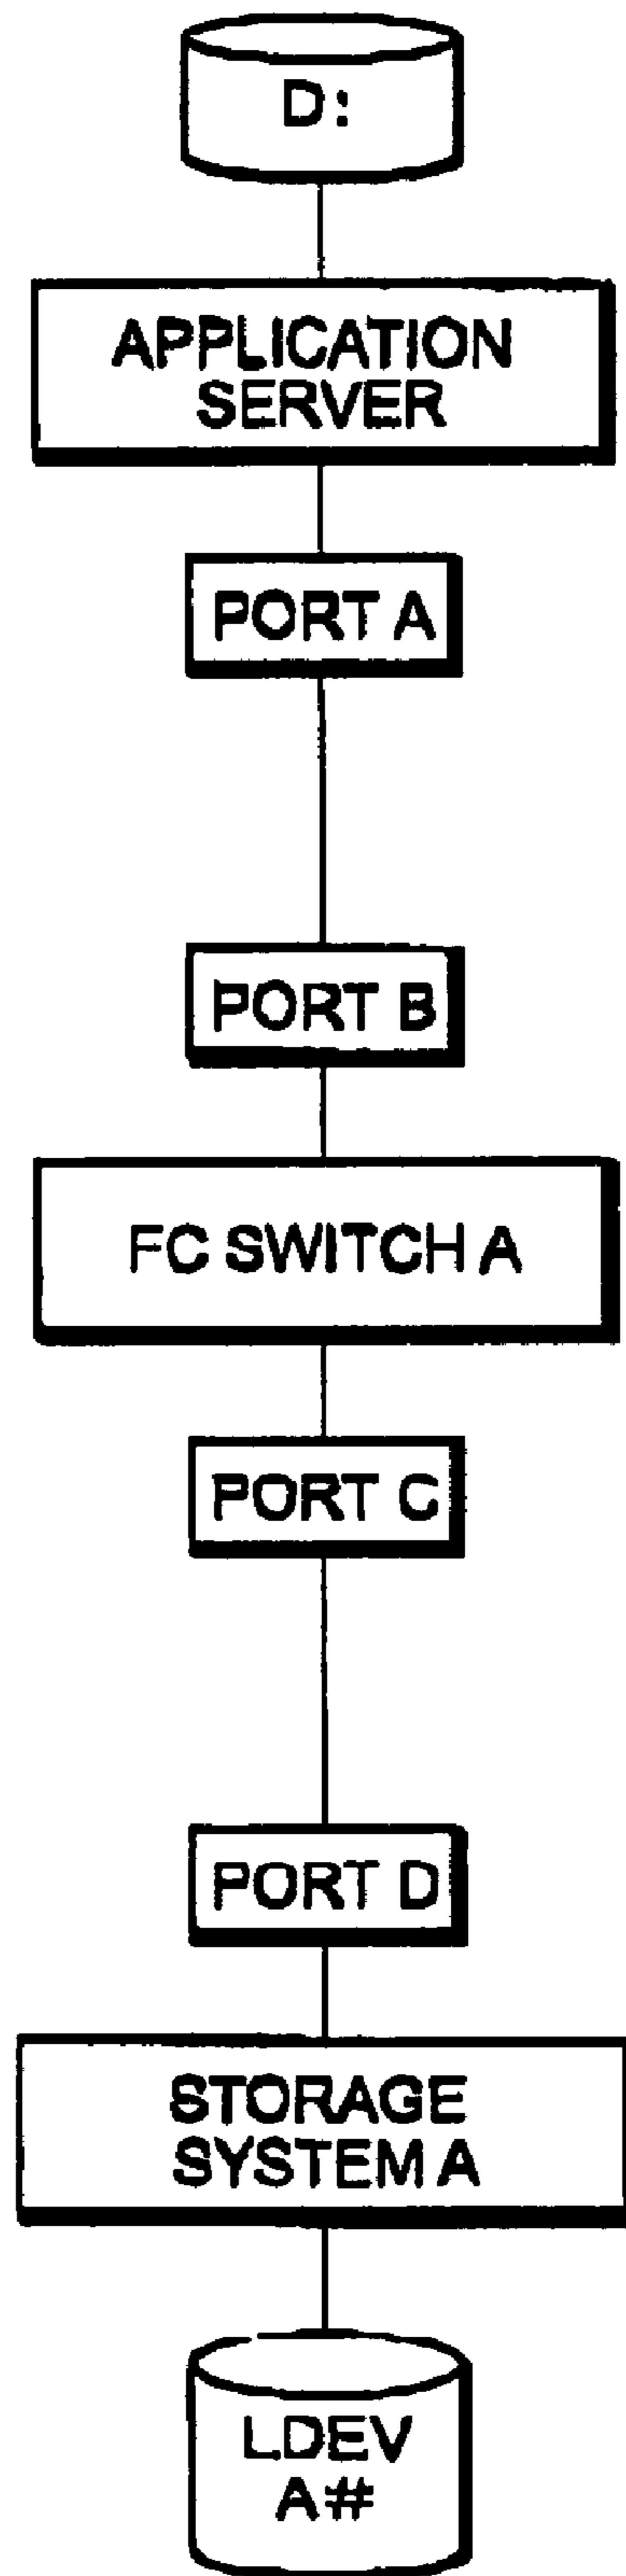 D:
APPLICATION
SERVER
PORT A
PORT B
FC SWITCH A
PORT C
PORT D
STORAGE
SYSTEM A
LDEV
A#